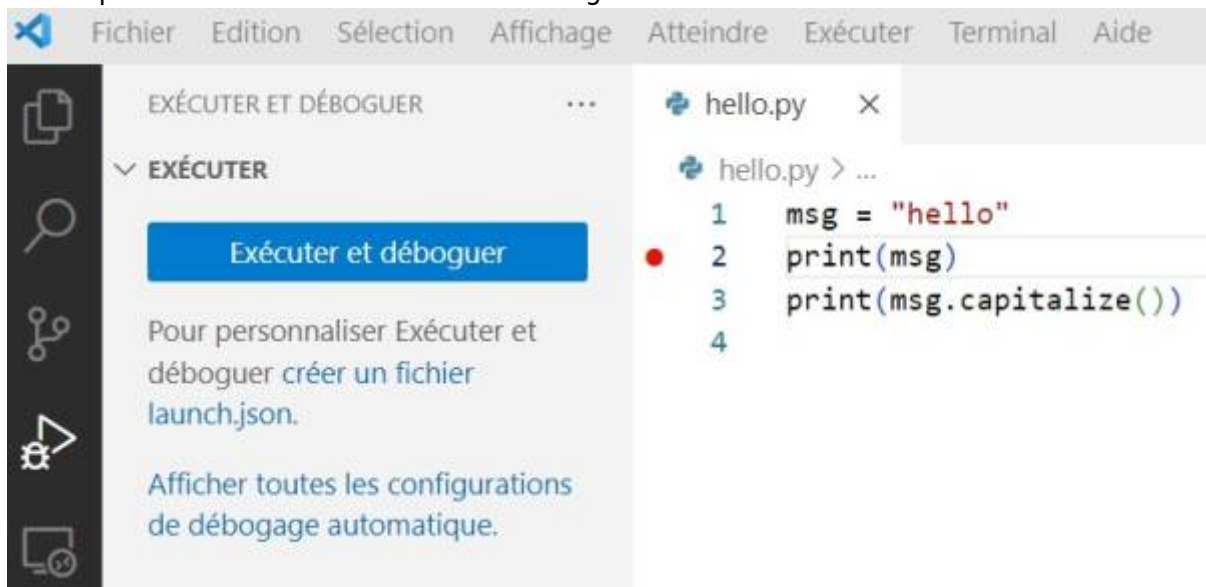 Fichier Edition Sélection Affichage Atteindre Exécuter Terminal Aide
EXÉCUTER ET DÉBOGUER ...
EXÉCUTER
Exécuter et déboguer
Pour personnaliser Exécuter et
déboguer créer un fichier
launch.json.
Afficher toutes les configurations
de débogage automatique.
hello.py
hello.py > ...
1 msg = "hello"
2 print(msg)
3 print(msg.capitalize())
4